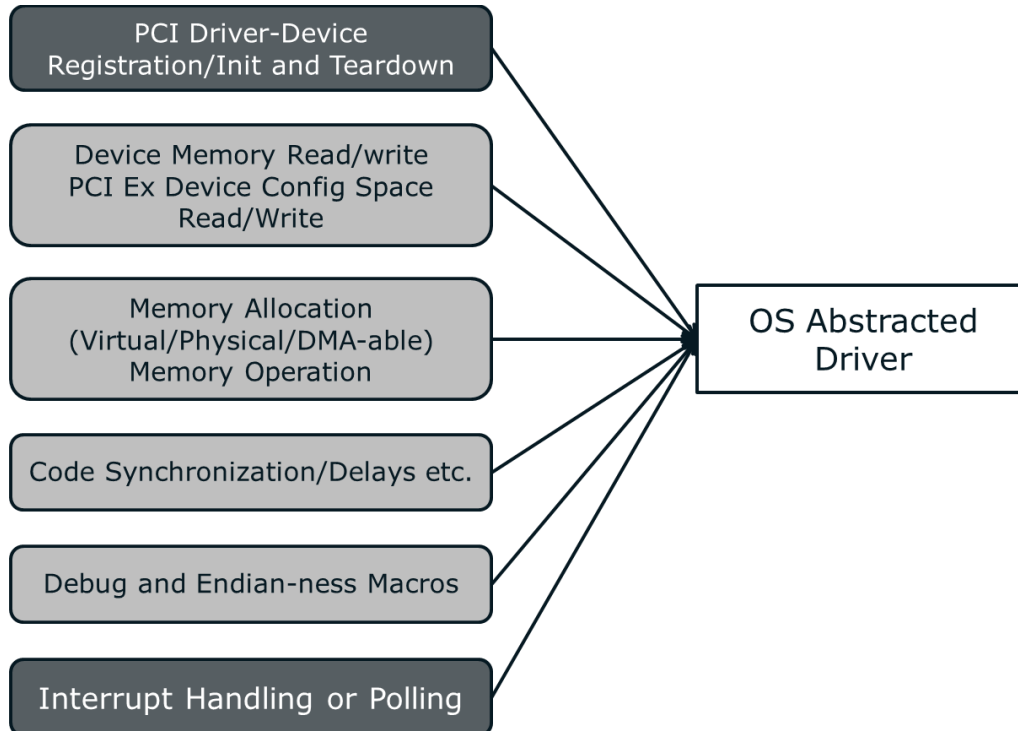 PCI Driver-Device
Registration/Init and Teardown
Device Memory Read/write
PCI Ex Device Config Space
Read/Write
Memory Allocation
(Virtual/Physical/DMA-able)
Memory Operation
Code Synchronization/Delays etc.
Debug and Endian-ness Macros
Interrupt Handling or Polling
OS Abstracted
Driver